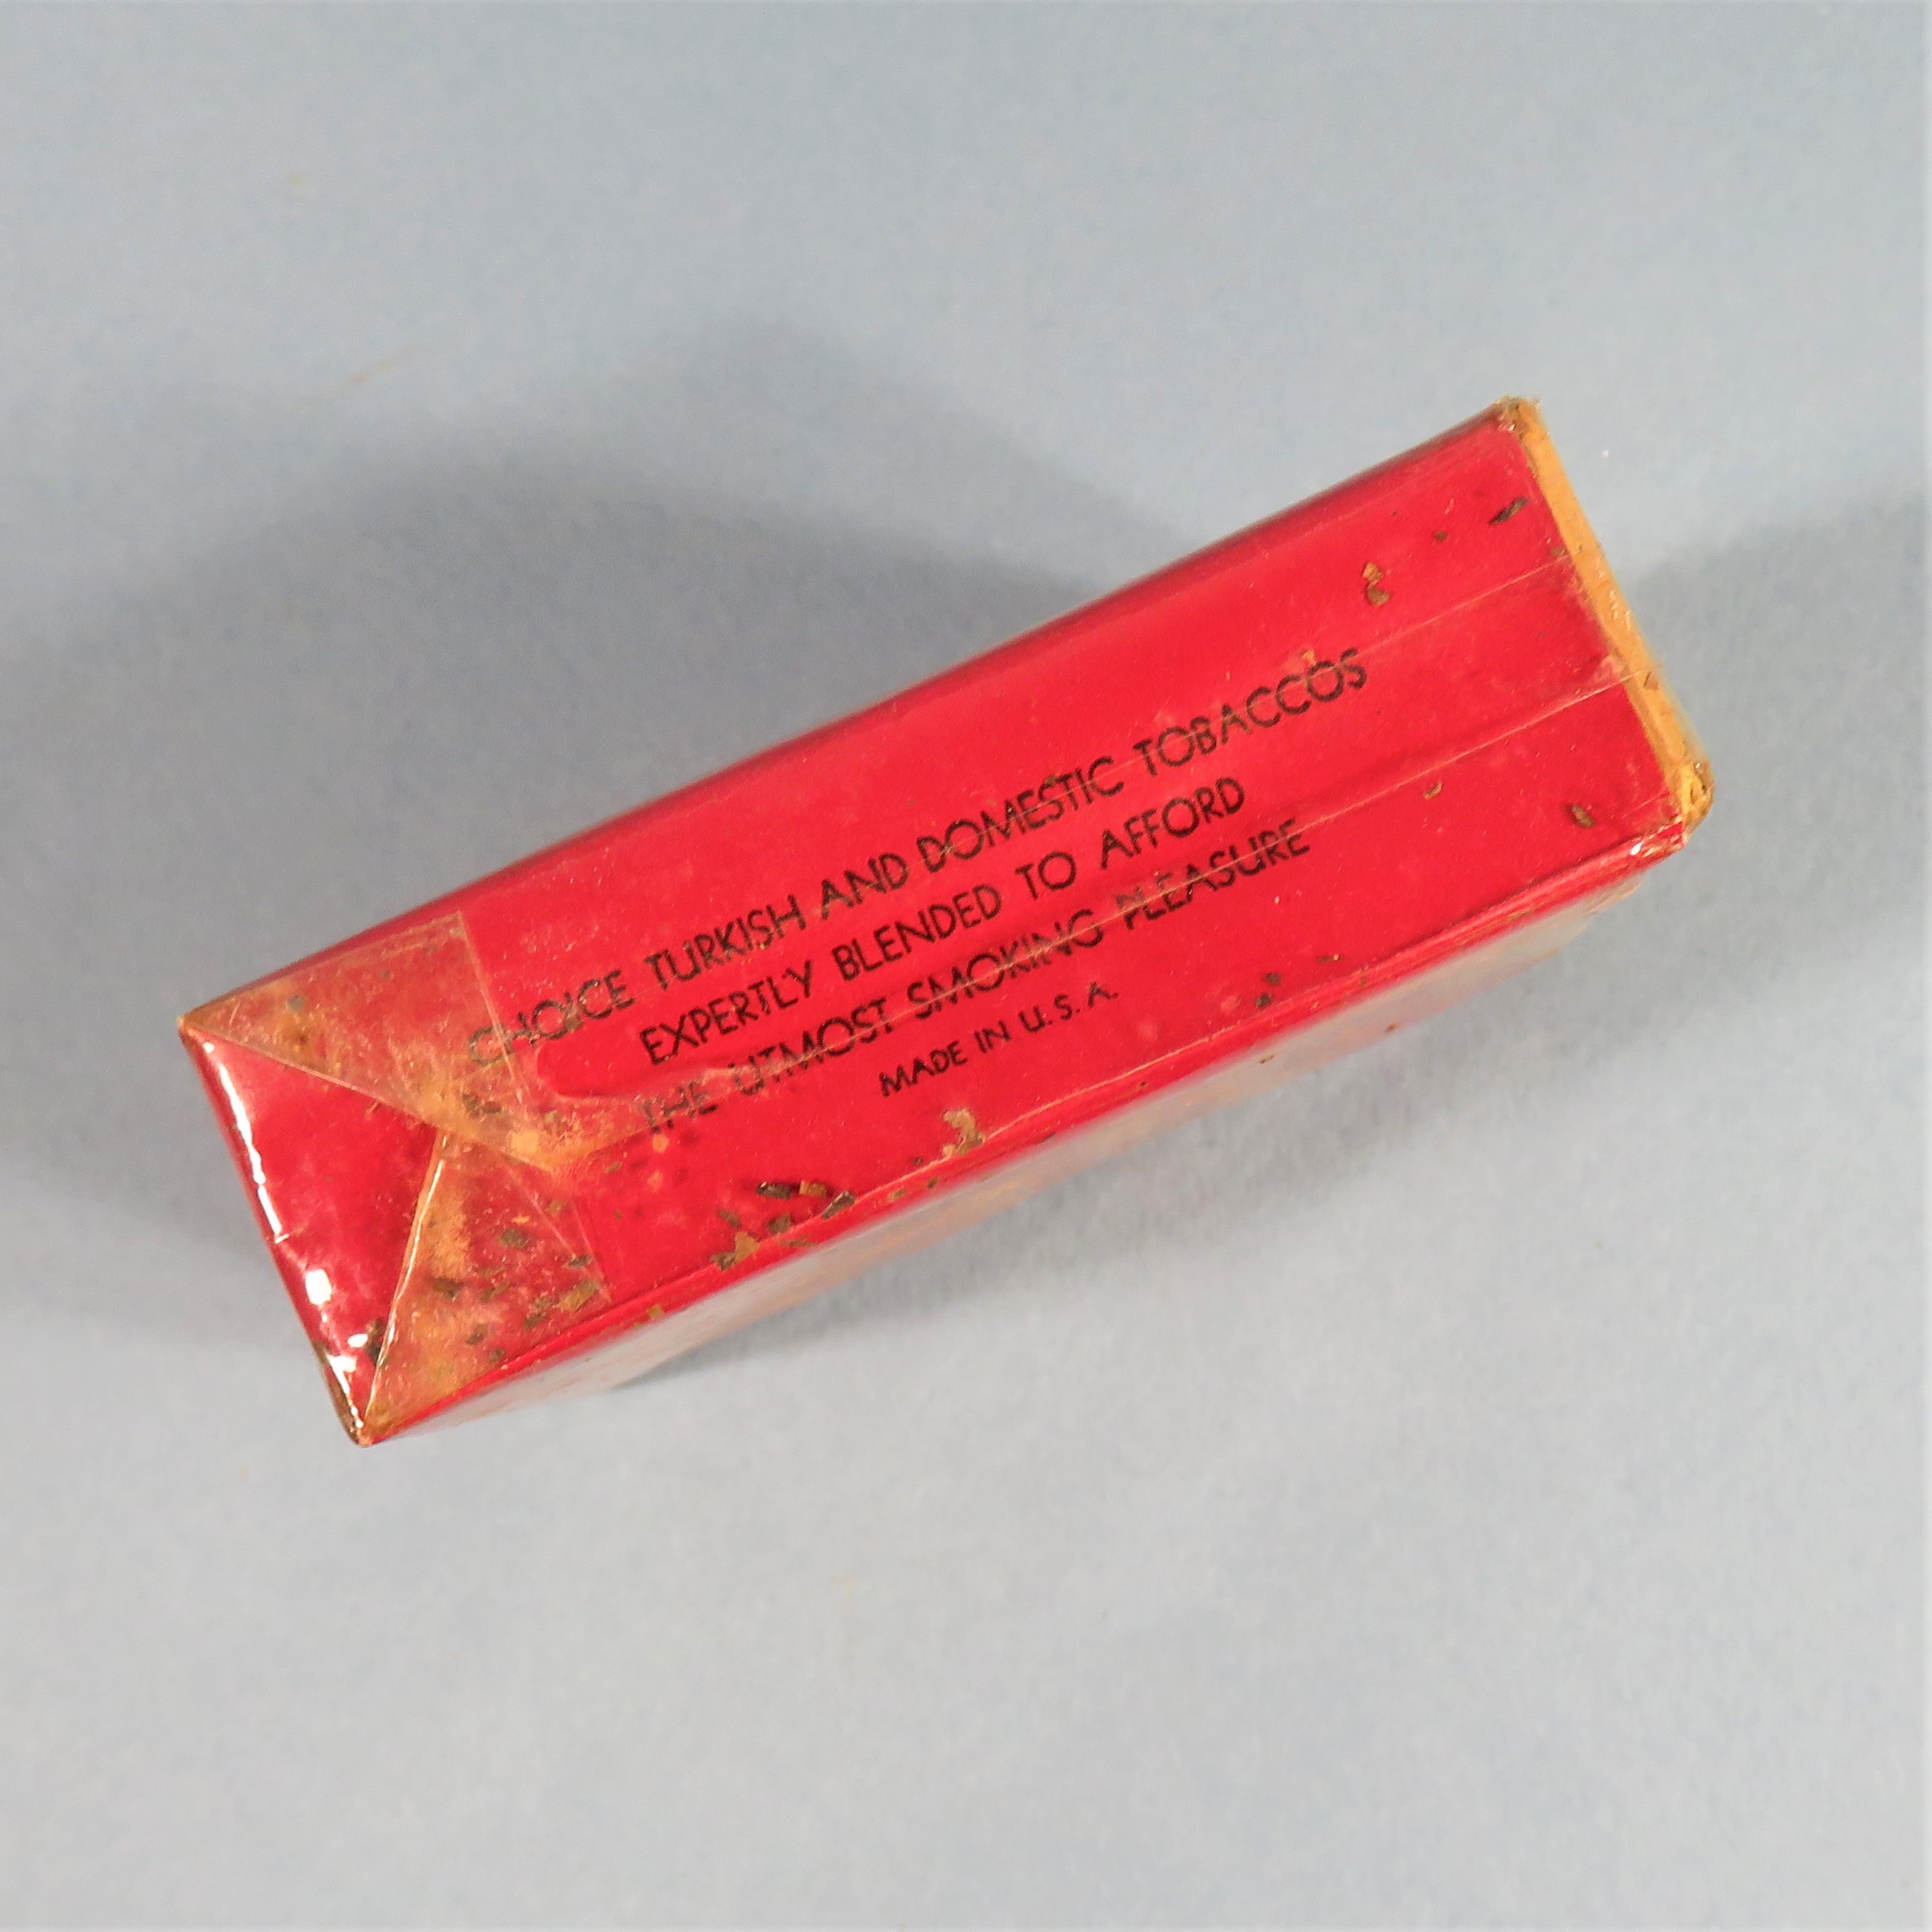 CHOICE TURKISH AND DOMESTIC TOBACCOS
EXPERTLY BLENDED TO AFFORD
THE UTMOST SMOKING PLEASURE
MADE IN U.S.A.